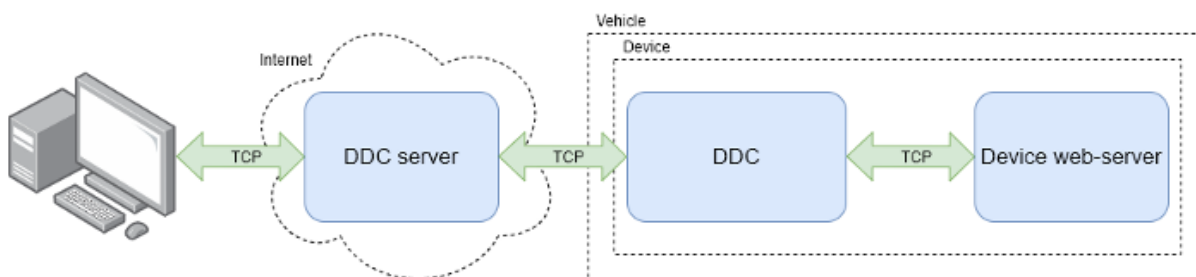 Vehicle
Device
Internet
TCP
DDC server
TCP
DDC
TCP
Device web-server